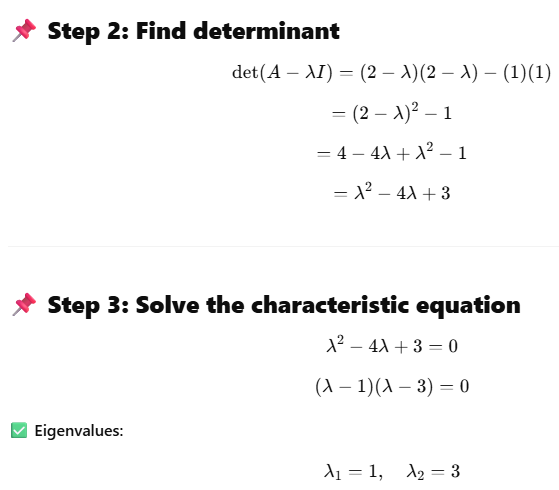 📌 Step 2: Find determinant
det(A − λI) = (2 − λ)(2 − λ) − (1)(1)
= (2 − λ)² − 1
= 4 − 4λ + λ² − 1
= λ² − 4λ + 3
📌 Step 3: Solve the characteristic equation
λ² − 4λ + 3 = 0
(λ − 1)(λ − 3) = 0
✅ Eigenvalues:
λ₁ = 1, λ₂ = 3